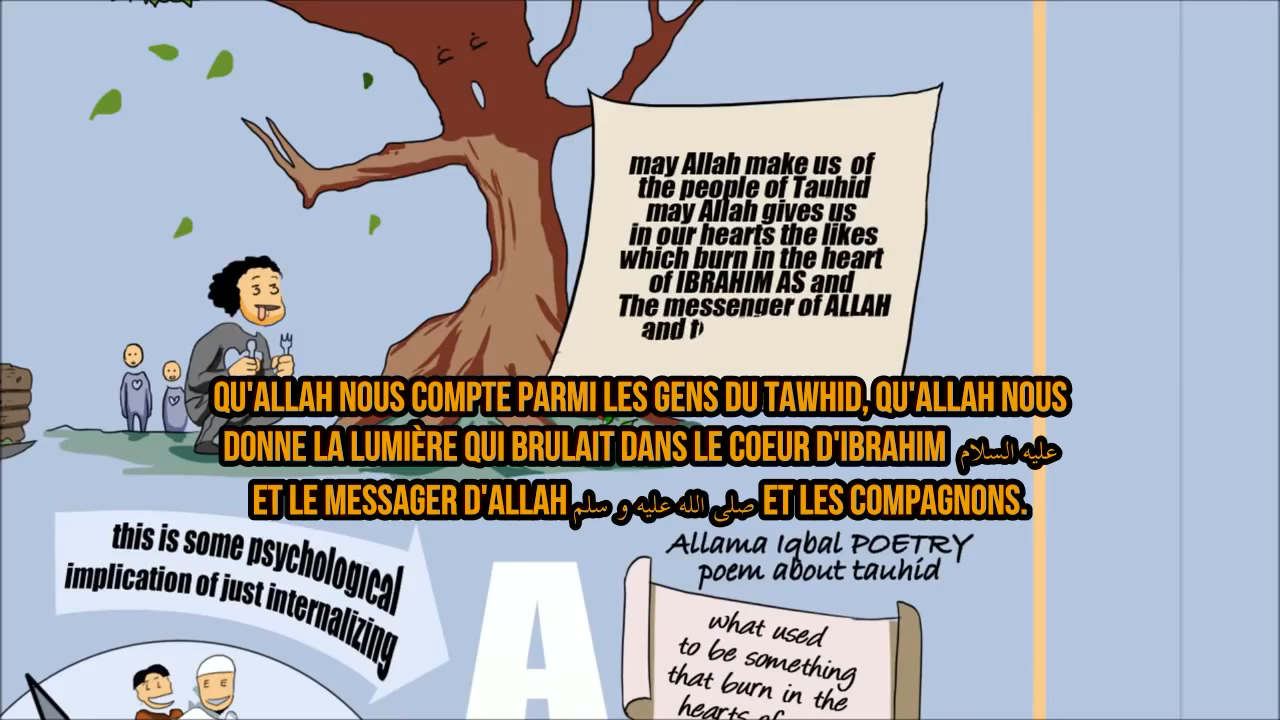 may Allah make us of
the people of Tauhid
may Allah gives us
in our hearts the likes
which burn in the heart
of IBRAHIM AS and
The messenger of ALLAH
and
QU'ALLAH NOUS COMPTE PARMI LES GENS DU TAWHID, QU'ALLAH NOUS
DONNE LA LUMIÈRE QUI BRULAIT DANS LE COEUR D'IBRAHIM عليه السلام
ET LE MESSAGER D'ALLAH صلى الله عليه و سلم ET LES COMPAGNONS.
this is some psychological
implication of just internalizing
A
Allama Iqbal POETRY
poem about tauhid
what used
to be something
that burn in the
hearts of